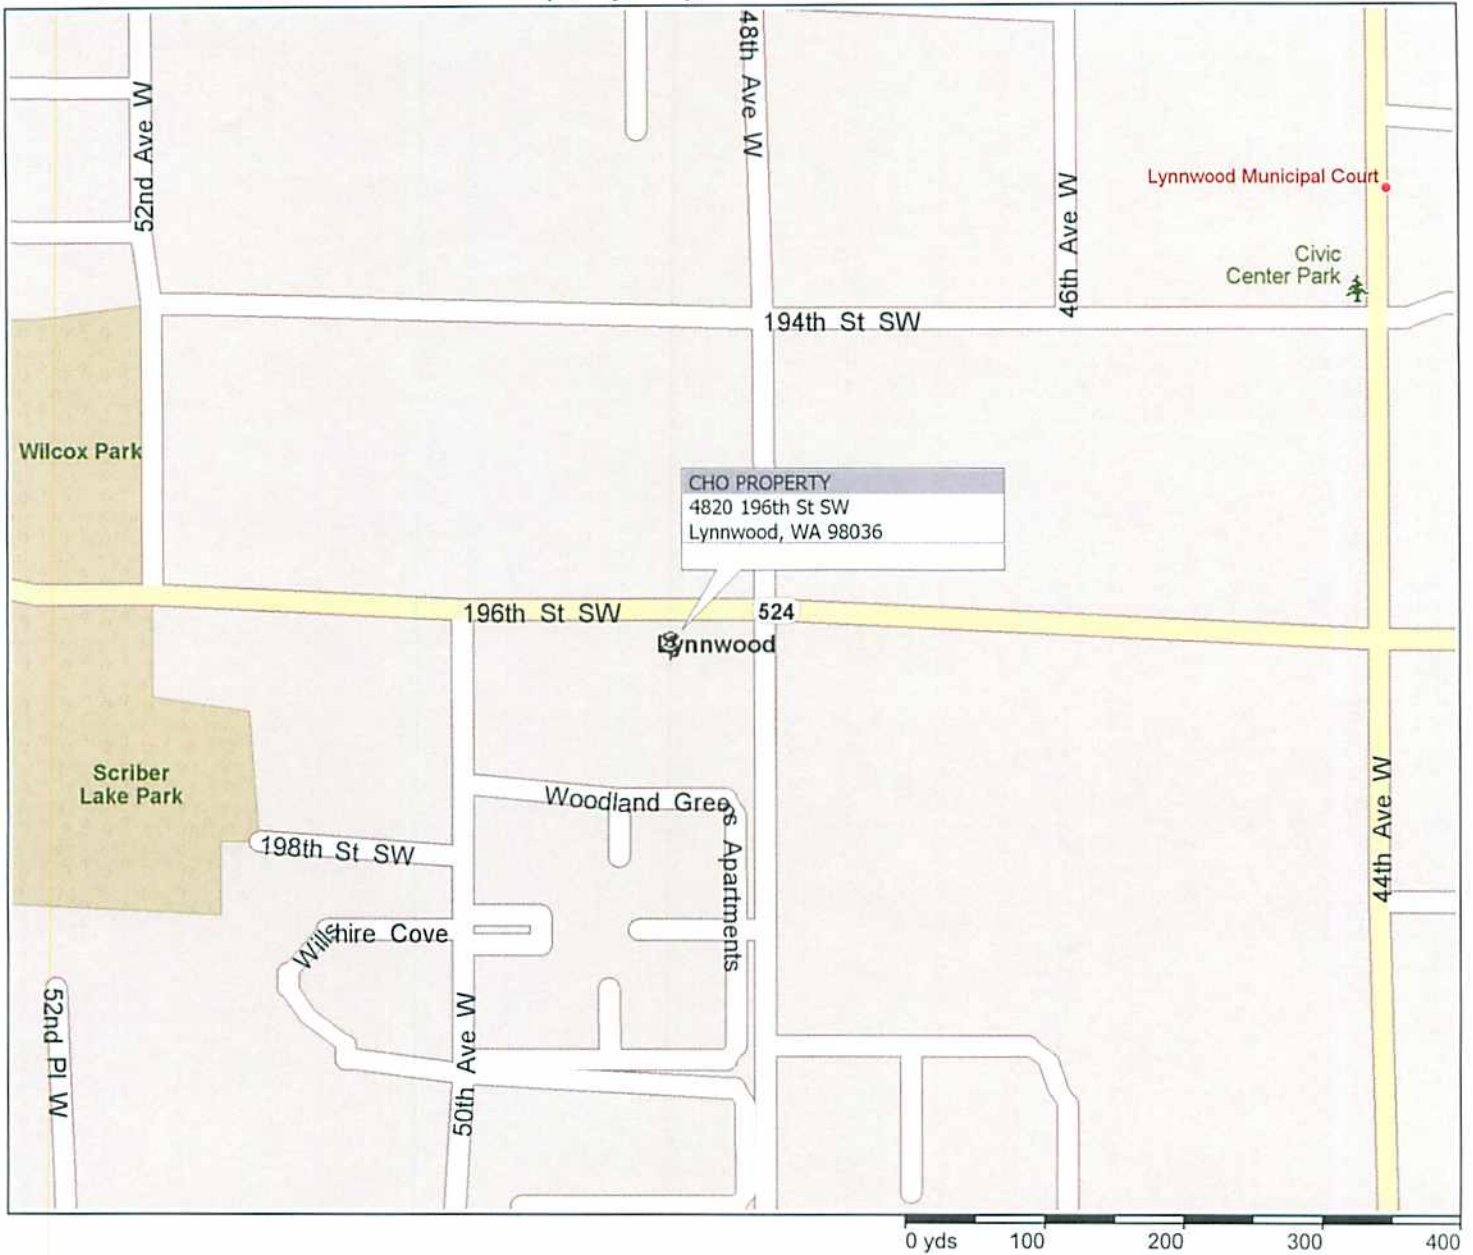 48th Ave W
52nd Ave W
Lynnwood Municipal Court
46th Ave W
Civic
Center Park
194th St SW
Wilcox Park
CHO PROPERTY
4820 196th St SW
Lynnwood, WA 98036
196th St SW
524
Lynnwood
Scriber
Lake Park
Woodland Greens Apartments
44th Ave W
198th St SW
Wilshire Cove
52nd Pl W
50th Ave W
0 yds 100 200 300 400